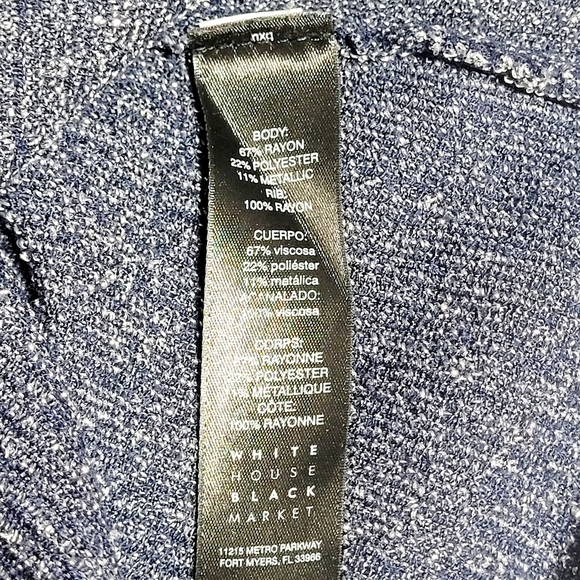 BODY:
67% RAYON
22% POLYESTER
11% METALLIC
RIB:
100% RAYON
CUERPO:
67% viscosa
22% poliéster
metálica
viscosa
CORPS:
RAYONNE
POLYESTER
METALLIQUE
COTE:
100% RAYONNE
WHITE
HOUSE
BLACK
MARKET
11215 METRO PARKWAY
FORT MYERS, FL 33966